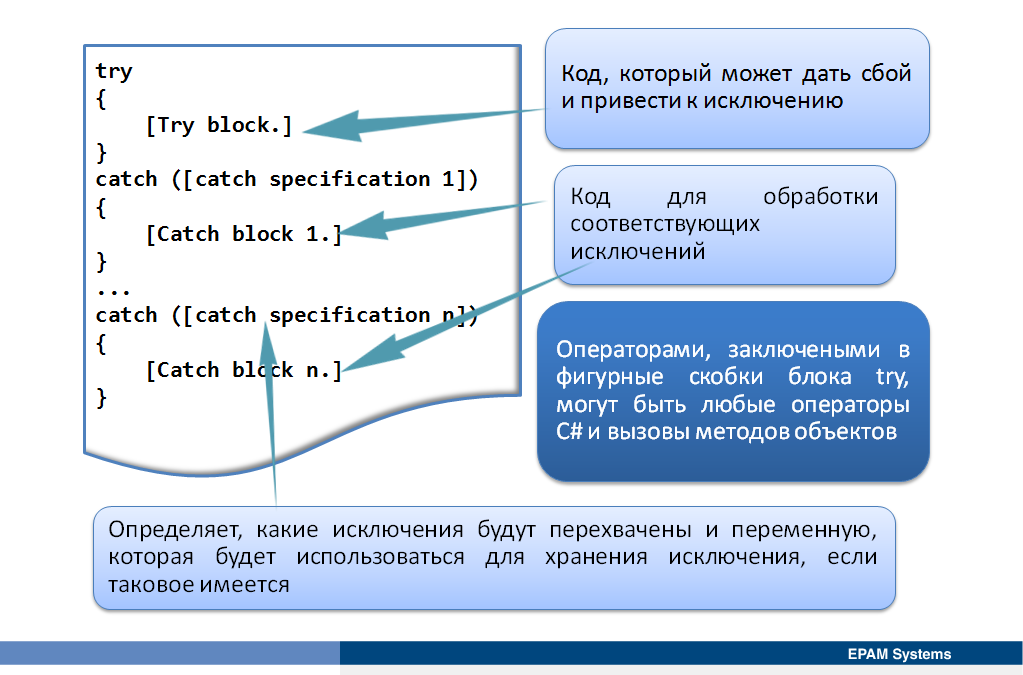 try
{
[Try block.]
}
catch ([catch specification 1])
{
[Catch block 1.]
}
...
catch ([catch specification n])
{
[Catch block n.]
}
Код, который может дать сбой
и привести к исключению
Код для обработки
соответствующих
исключений
Операторами, заключеными в
фигурные скобки блока try,
могут быть любые операторы
C# и вызовы методов объектов
Определяет, какие исключения будут перехвачены и переменную,
которая будет использоваться для хранения исключения, если
таковое имеется
EPAM Systems